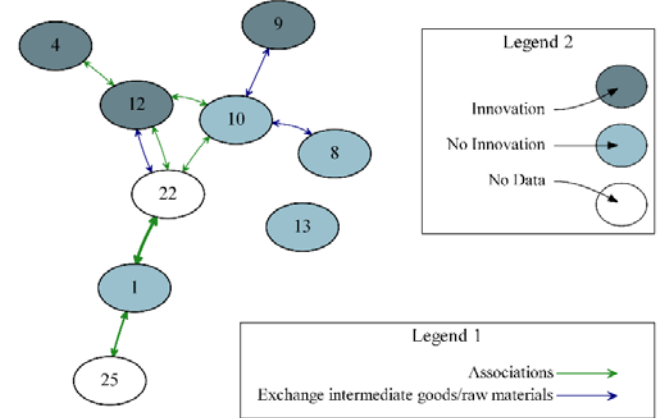 9
4
12
10
8
22
13
1
25
Legend 2
Innovation
No Innovation
No Data
Legend 1
Associations
Exchange intermediate goods/raw materials